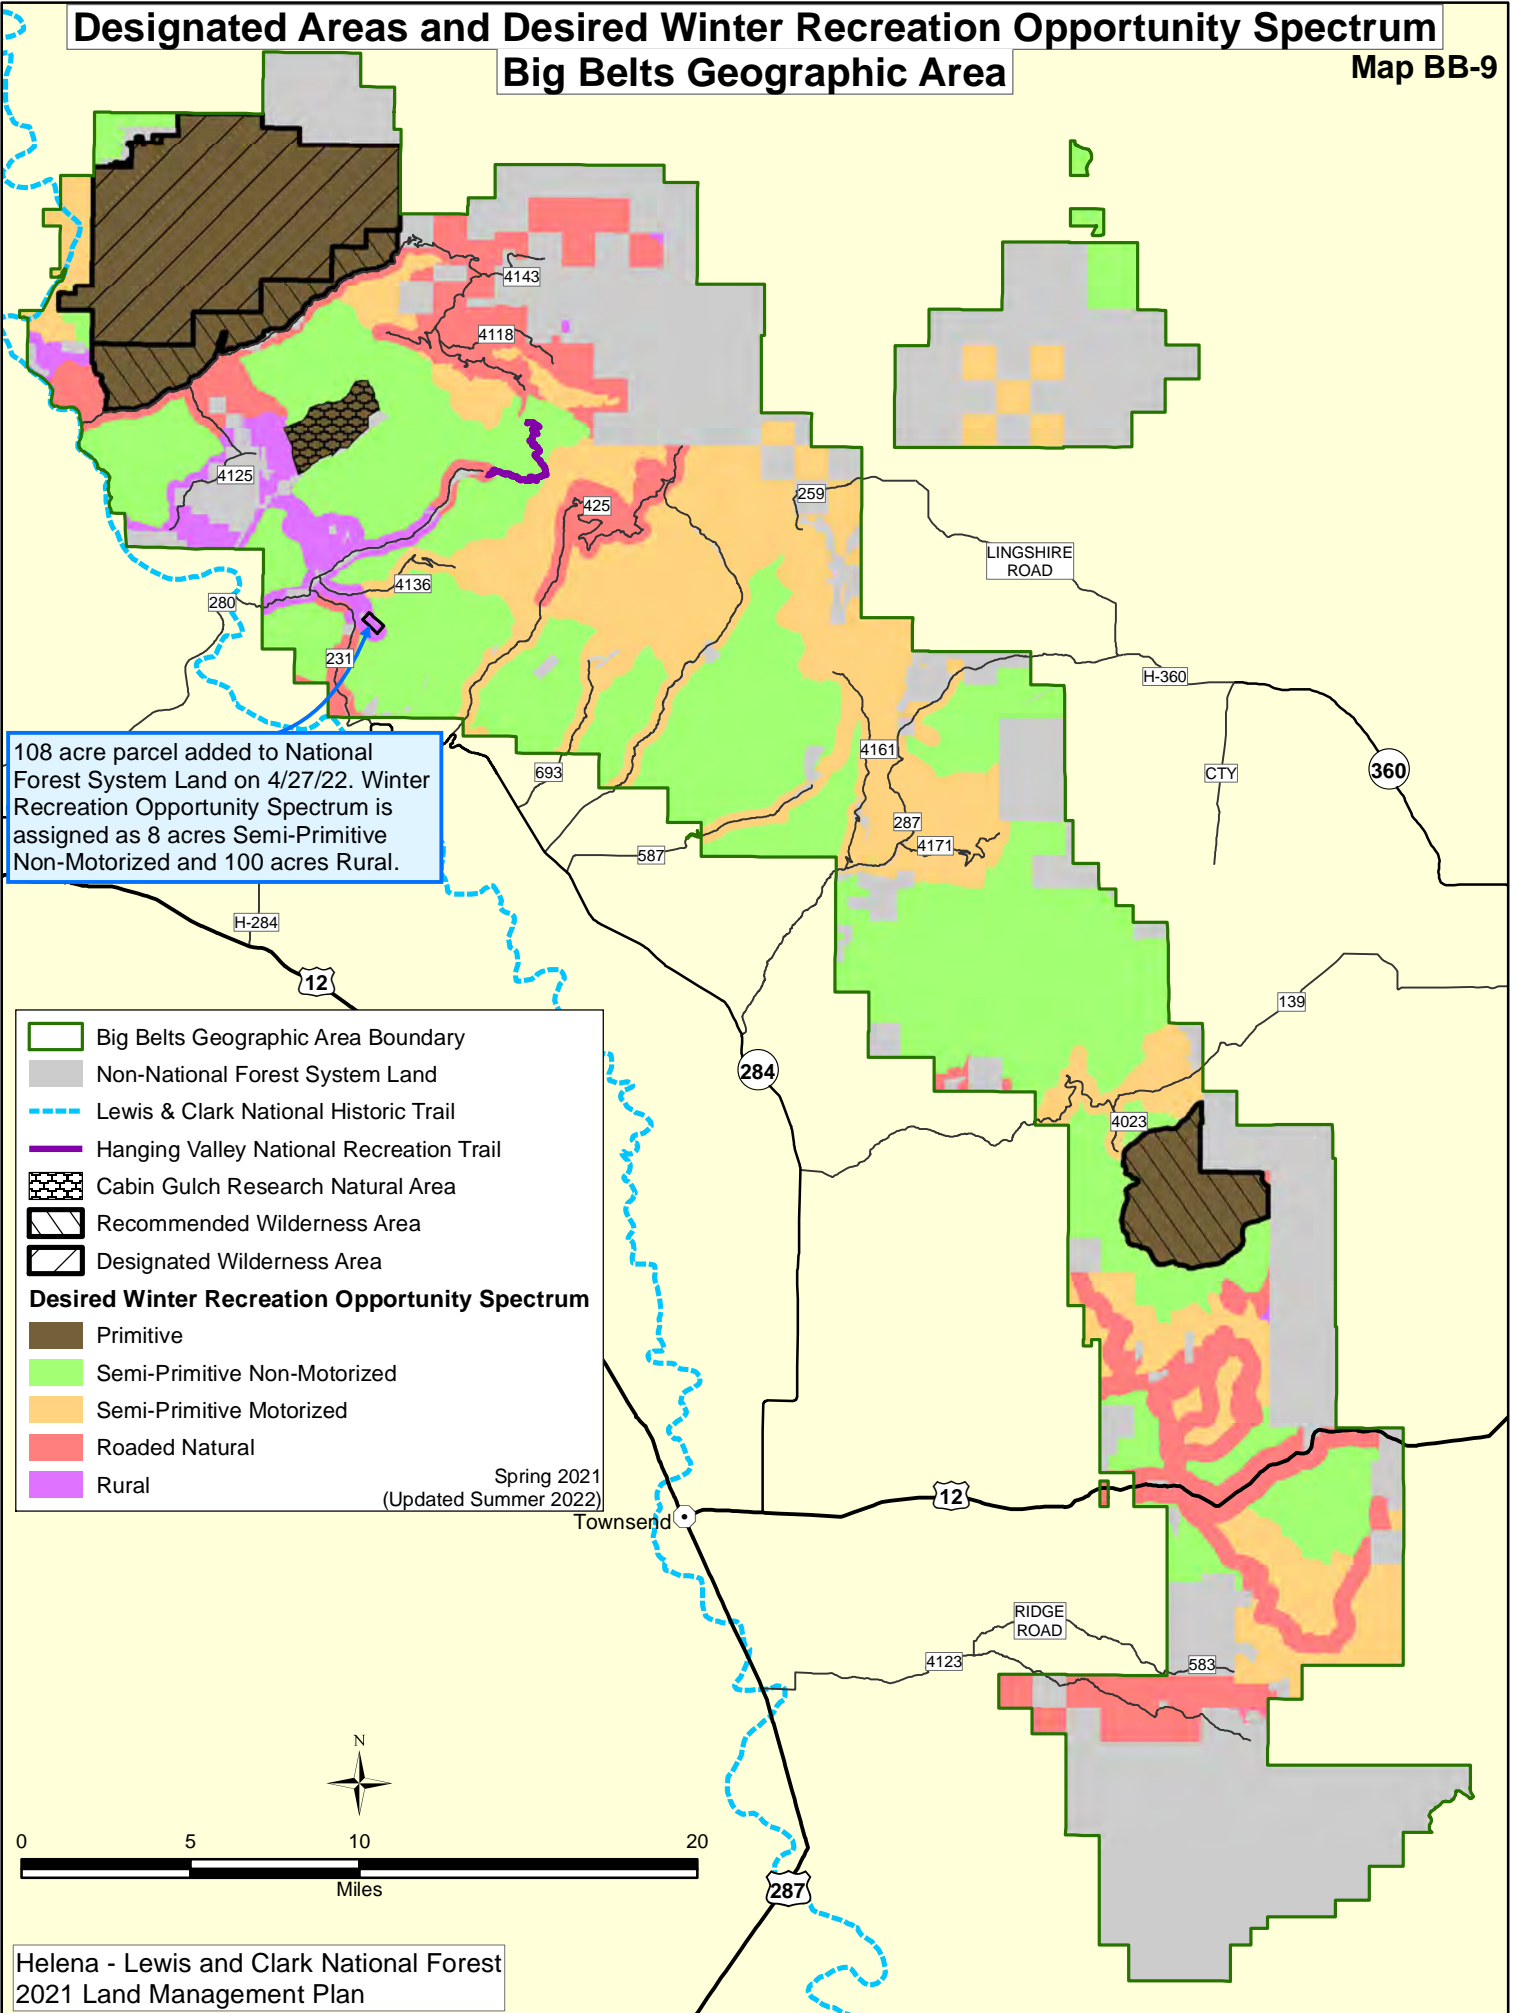 Designated Areas and Desired Winter Recreation Opportunity Spectrum
Big Belts Geographic Area
Map BB-9
4143
4118
4125
425
259
LINGSHIRE
ROAD
4136
280
231
H-360
108 acre parcel added to National
Forest System Land on 4/27/22. Winter
Recreation Opportunity Spectrum is
assigned as 8 acres Semi-Primitive
Non-Motorized and 100 acres Rural.
4161
693
CTY
360
287
4171
587
H-284
12
139
284
4023
Big Belts Geographic Area Boundary
Non-National Forest System Land
Lewis & Clark National Historic Trail
Hanging Valley National Recreation Trail
Cabin Gulch Research Natural Area
Recommended Wilderness Area
Designated Wilderness Area
Desired Winter Recreation Opportunity Spectrum
Primitive
Semi-Primitive Non-Motorized
Semi-Primitive Motorized
Roaded Natural
Rural
Spring 2021
(Updated Summer 2022)
12
Townsend
RIDGE
ROAD
4123
583
N
0 5 10 20
Miles
287
Helena - Lewis and Clark National Forest
2021 Land Management Plan